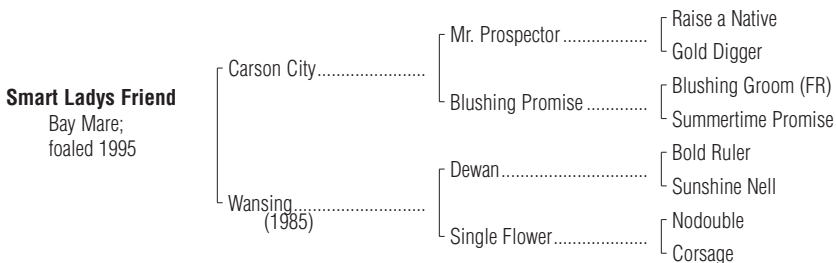 Raise a Native
Mr. Prospector..................
Gold Digger
Carson City........................
Blushing Groom (FR)
Blushing Promise .............
Summertime Promise
Smart Ladys Friend
Bay Mare;
foaled 1995
Bold Ruler
Dewan...............................
Sunshine Nell
Wansing.............................
(1985)
Nodouble
Single Flower....................
Corsage